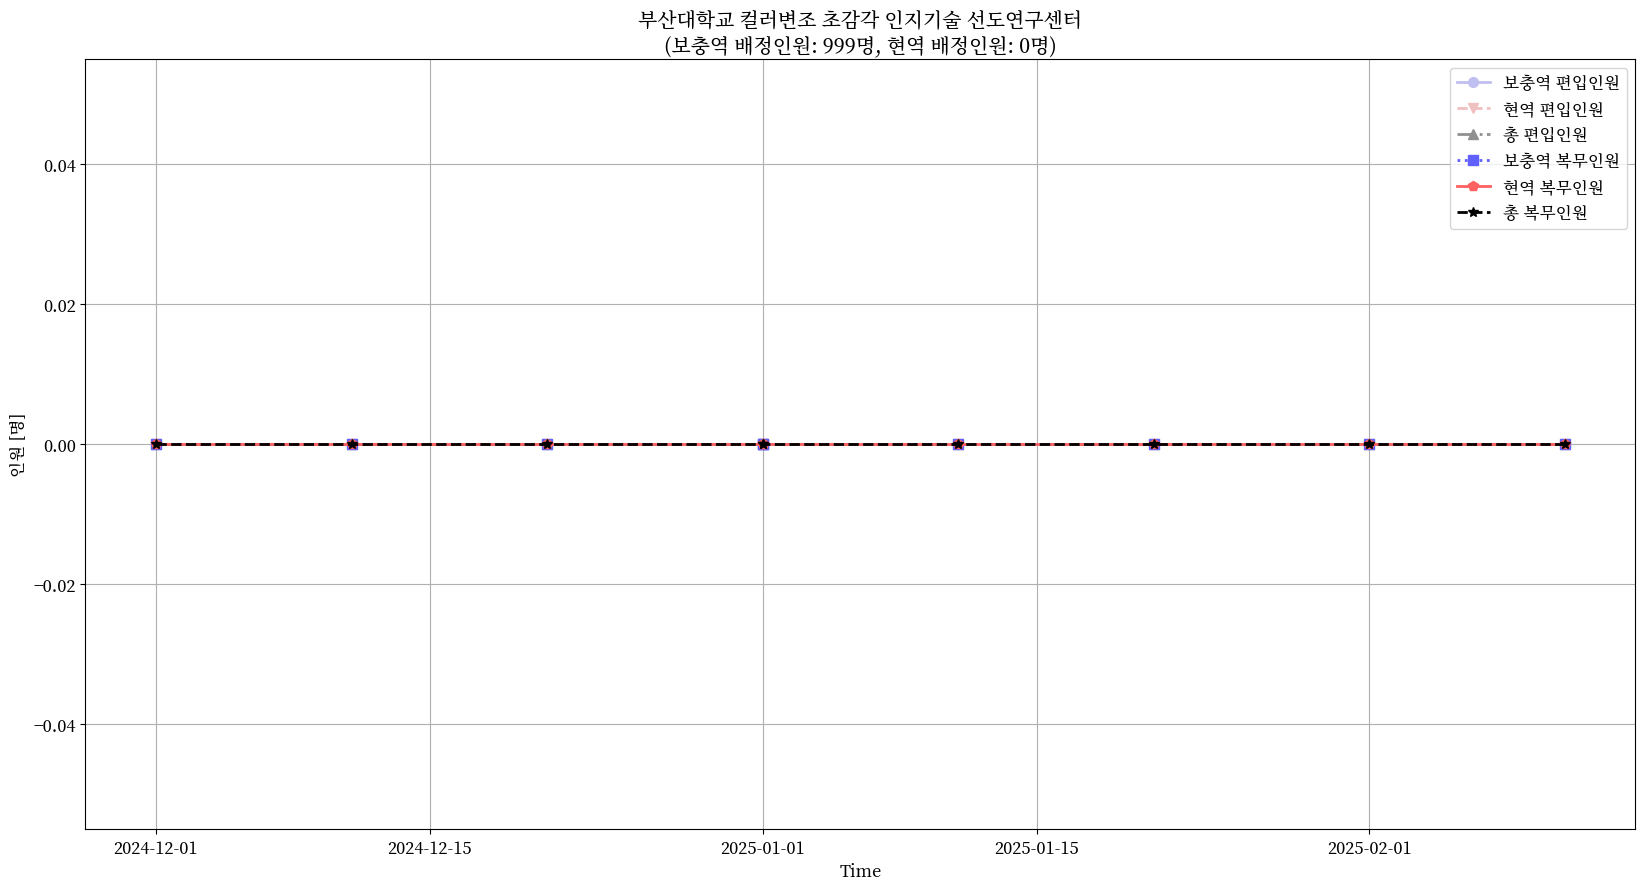 부산대학교 컬러변조 초감각 인지기술 선도연구센터
(보충역 배정인원: 999명, 현역 배정인원: 0명)
보충역 편입인원
현역 편입인원
총 편입인원
보충역 복무인원
현역 복무인원
총 복무인원
0.04
0.02
0.00
−0.02
−0.04
인원 [명]
2024-12-01
2024-12-15
2025-01-01
2025-01-15
2025-02-01
Time